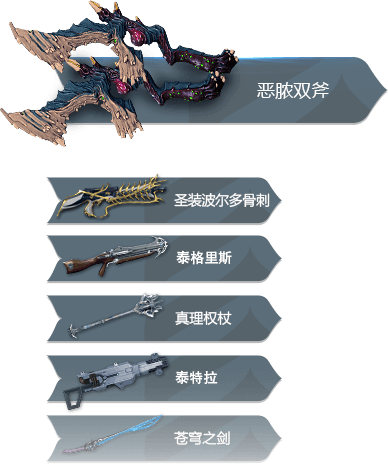 恶脓双斧
圣装波尔多骨刺
泰格里斯
真理权杖
泰特拉
苍穹之剑